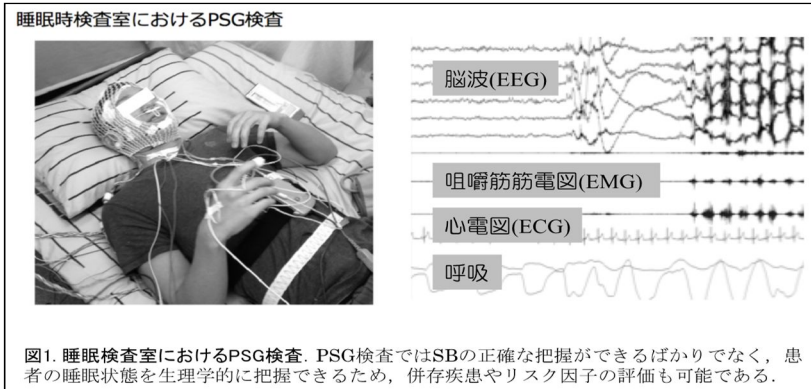 睡眠時検査室におけるPSG検査
脳波(EEG)
咀嚼筋筋電図(EMG)
心電図(ECG)
呼吸
図1. 睡眠検査室におけるPSG検査. PSG検査ではSBの正確な把握ができるばかりでなく，患
者の睡眠状態を生理学的に把握できるため，併存疾患やリスク因子の評価も可能である．